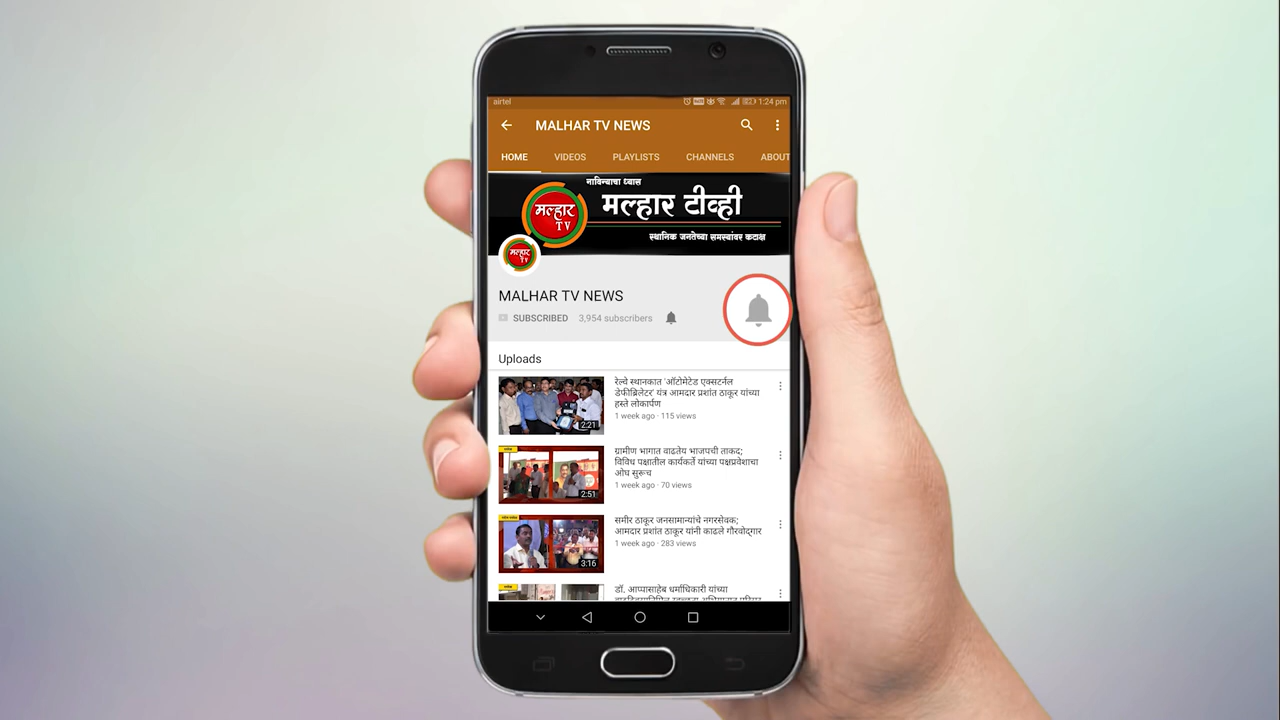 airtel
1:24 pm
MALHAR TV NEWS
HOME VIDEOS PLAYLISTS CHANNELS ABOUT
नाविन्याचा ध्यास
मल्हार टीव्ही
मल्हार
TV
स्थानिक जनतेच्या समस्यांवर कटाक्ष
मल्हार
TV
MALHAR TV NEWS
SUBSCRIBED 3,954 subscribers
Uploads
रेल्वे स्थानकात 'ऑटोमेटेड एक्सटर्नल
डेफीब्रिलेटर' यंत्र आमदार प्रशांत ठाकूर यांच्या
हस्ते लोकार्पण
1 week ago · 115 views
2:21
ग्रामीण भागात वाढतेय भाजपची ताकद;
विविध पक्षातील कार्यकर्ते यांच्या पक्षप्रवेशाचा
ओघ सुरूच
1 week ago · 70 views
2:51
समीर ठाकूर जनसामान्यांचे नगरसेवक;
आमदार प्रशांत ठाकूर यांनी काढले गौरवोद्गार
1 week ago · 283 views
3:16
डॉ. आप्पासाहेब धर्माधिकारी यांच्या